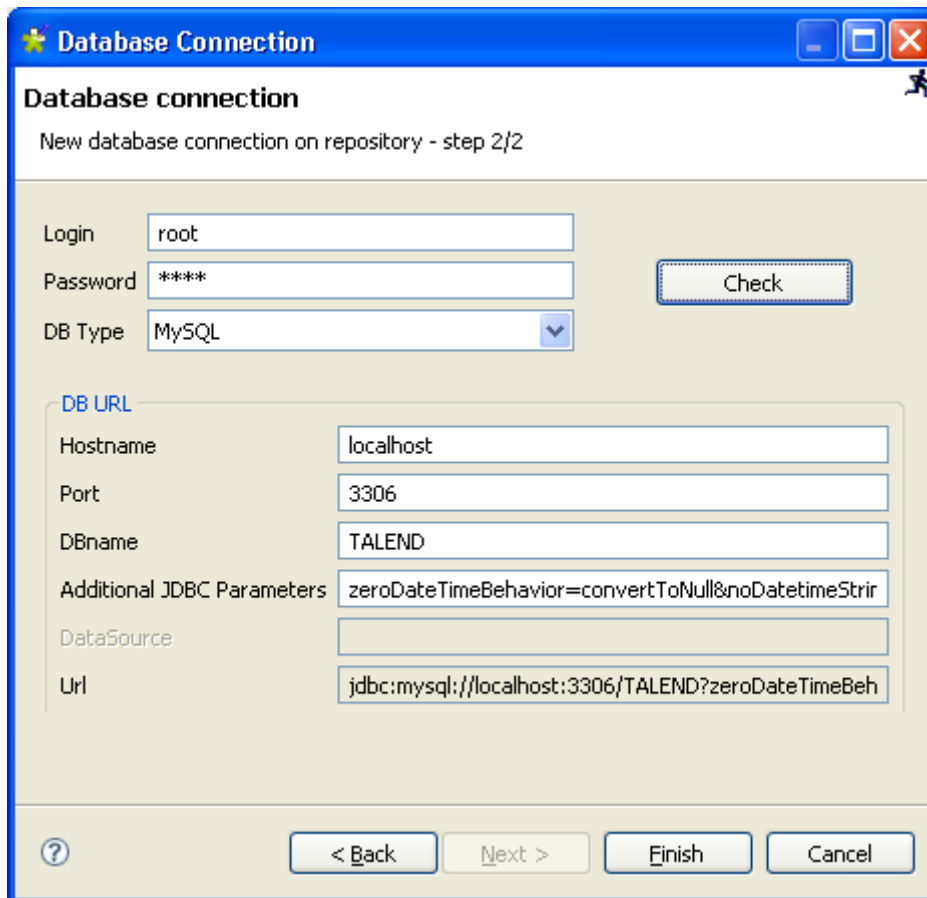 Database Connection
Database connection
New database connection on repository - step 2/2
Login root
Password ****
Check
DB Type MySQL
DB URL
Hostname localhost
Port 3306
DBname TALEND
Additional JDBC Parameters zeroDateTimeBehavior=convertToNull&noDatetimeStrir
DataSource
Url jdbc:mysql://localhost:3306/TALEND?zeroDateTimeBeh
< Back Next > Finish Cancel